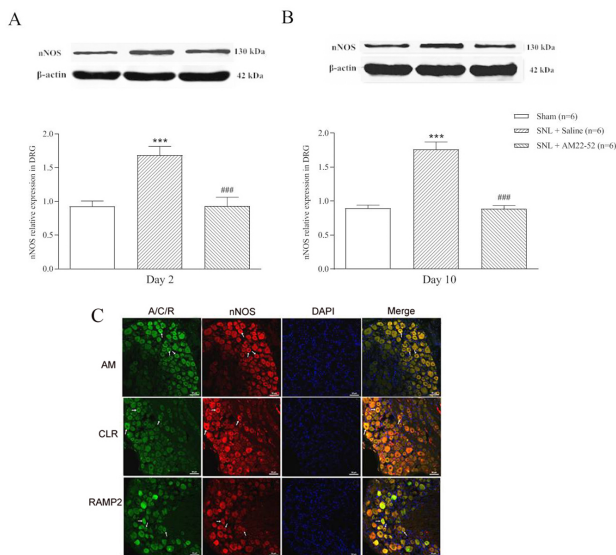 A
nNOS 130 kDa
β-actin 42 kDa
nNOS relative expression in DRG
2.0
1.5
1.0
0.5
0.0
***
###
Day 2
B
nNOS 130 kDa
β-actin 42 kDa
nNOS relative expression in DRG
2.0
1.5
1.0
0.5
0.0
***
###
Day 10
Sham (n=6)
SNL + Saline (n=6)
SNL + AM22-52 (n=6)
C
A/C/R nNOS DAPI Merge
AM
CLR
RAMP2